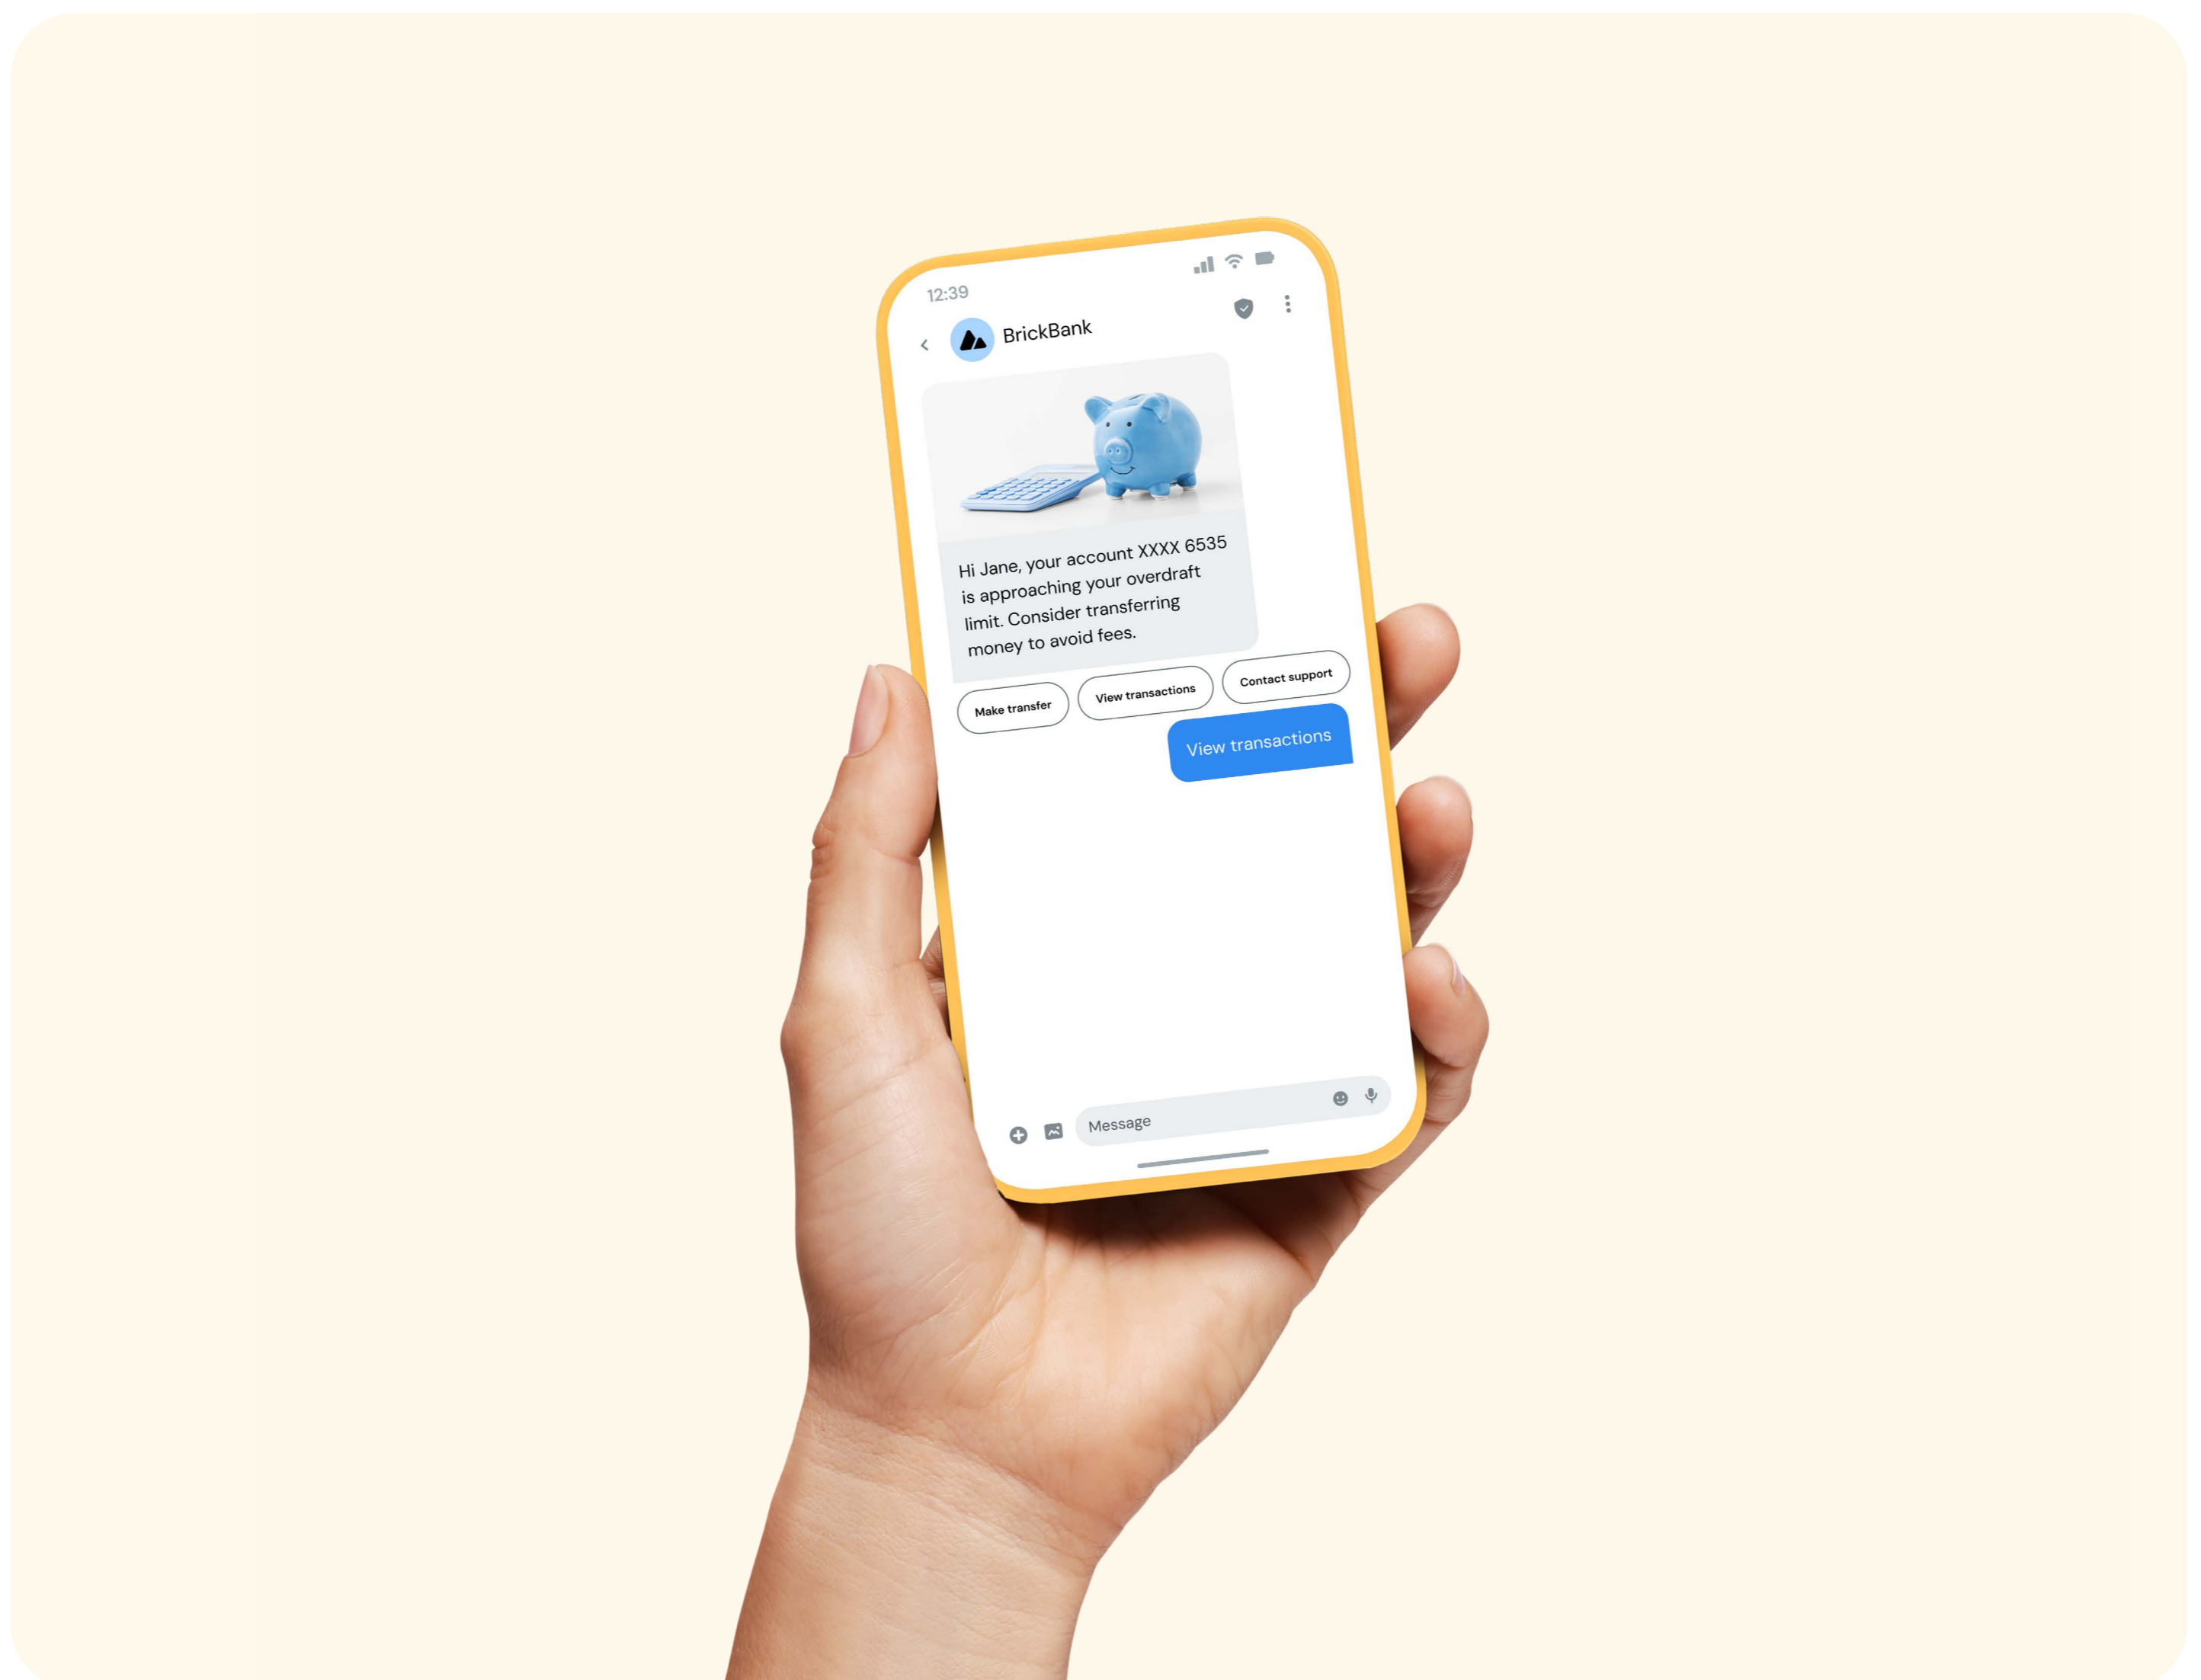 12:39
BrickBank
Hi Jane, your account XXXX 6535
is approaching your overdraft
limit. Consider transferring
money to avoid fees.
Make transfer
View transactions
Contact support
View transactions
Message